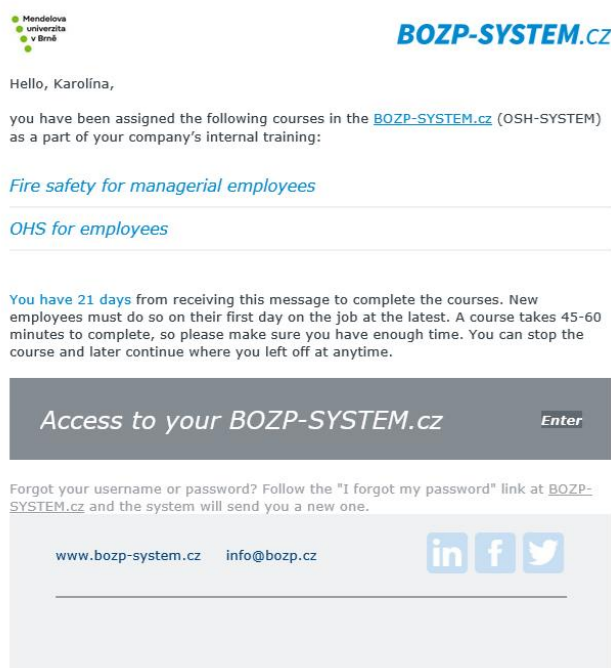 Mendelova
univerzita
v Brně
BOZP-SYSTEM.cz
Hello, Karolína,
you have been assigned the following courses in the BOZP-SYSTEM.cz (OSH-SYSTEM)
as a part of your company's internal training:
Fire safety for managerial employees
OHS for employees
You have 21 days from receiving this message to complete the courses. New
employees must do so on their first day on the job at the latest. A course takes 45-60
minutes to complete, so please make sure you have enough time. You can stop the
course and later continue where you left off at anytime.
Access to your BOZP-SYSTEM.cz Enter
Forgot your username or password? Follow the "I forgot my password" link at BOZP-
SYSTEM.cz and the system will send you a new one.
www.bozp-system.cz info@bozp.cz in f